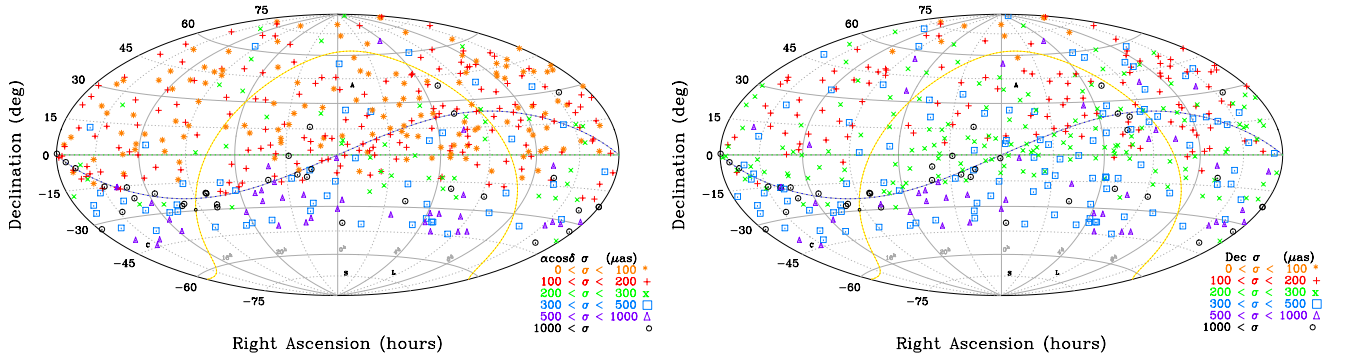 75
60
45
30
15
0
−15
−30
−45
−60
−75
Declination (deg)
Right Ascension (hours)
A
C
S
L
αcosδ σ (μas)
0 < σ < 100
100 < σ < 200
200 < σ < 300
300 < σ < 500
500 < σ < 1000
1000 < σ
75
60
45
30
15
0
−15
−30
−45
−60
−75
Declination (deg)
Right Ascension (hours)
A
C
S
L
Dec σ (μas)
0 < σ < 100
100 < σ < 200
200 < σ < 300
300 < σ < 500
500 < σ < 1000
1000 < σ